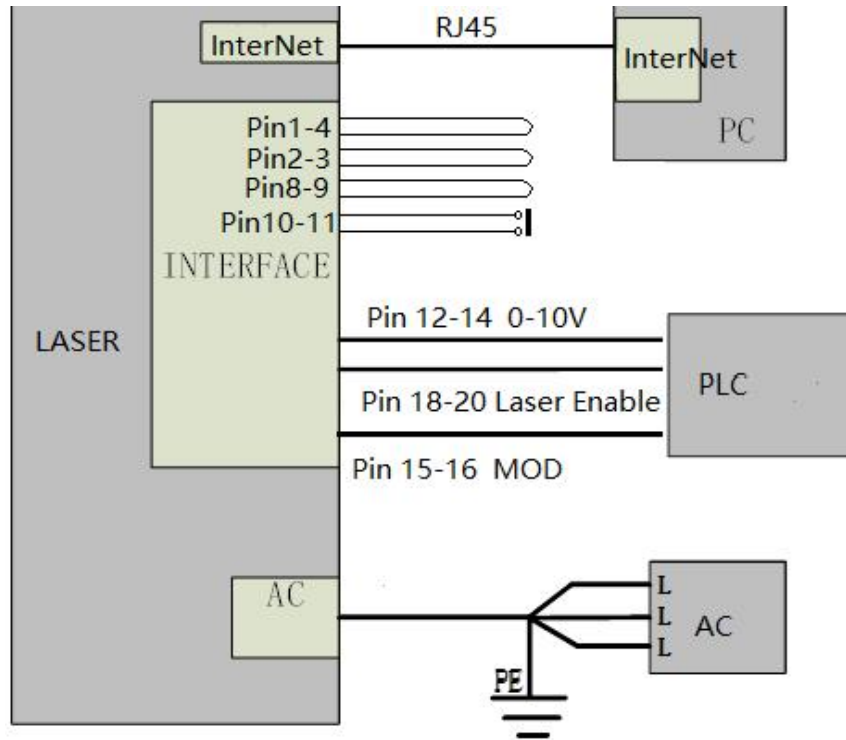 RJ45
InterNet
InterNet
PC
Pin1-4
Pin2-3
Pin8-9
Pin10-11
INTERFACE
LASER
Pin 12-14 0-10V
PLC
Pin 18-20 Laser Enable
Pin 15-16 MOD
AC
L
L
L
AC
PE